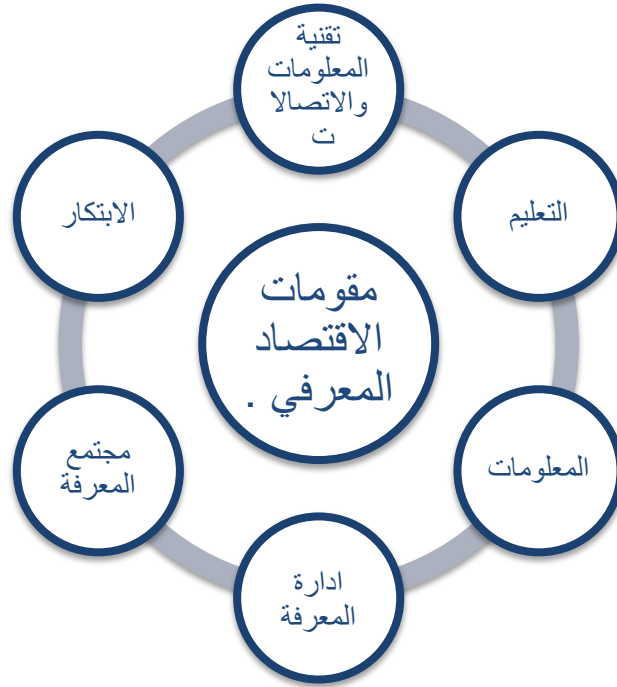 تقنية
المعلومات
والاتصالا
ت
التعليم
المعلومات
ادارة
المعرفة
مجتمع
المعرفة
الابتكار
مقومات
الاقتصاد
المعرفي .